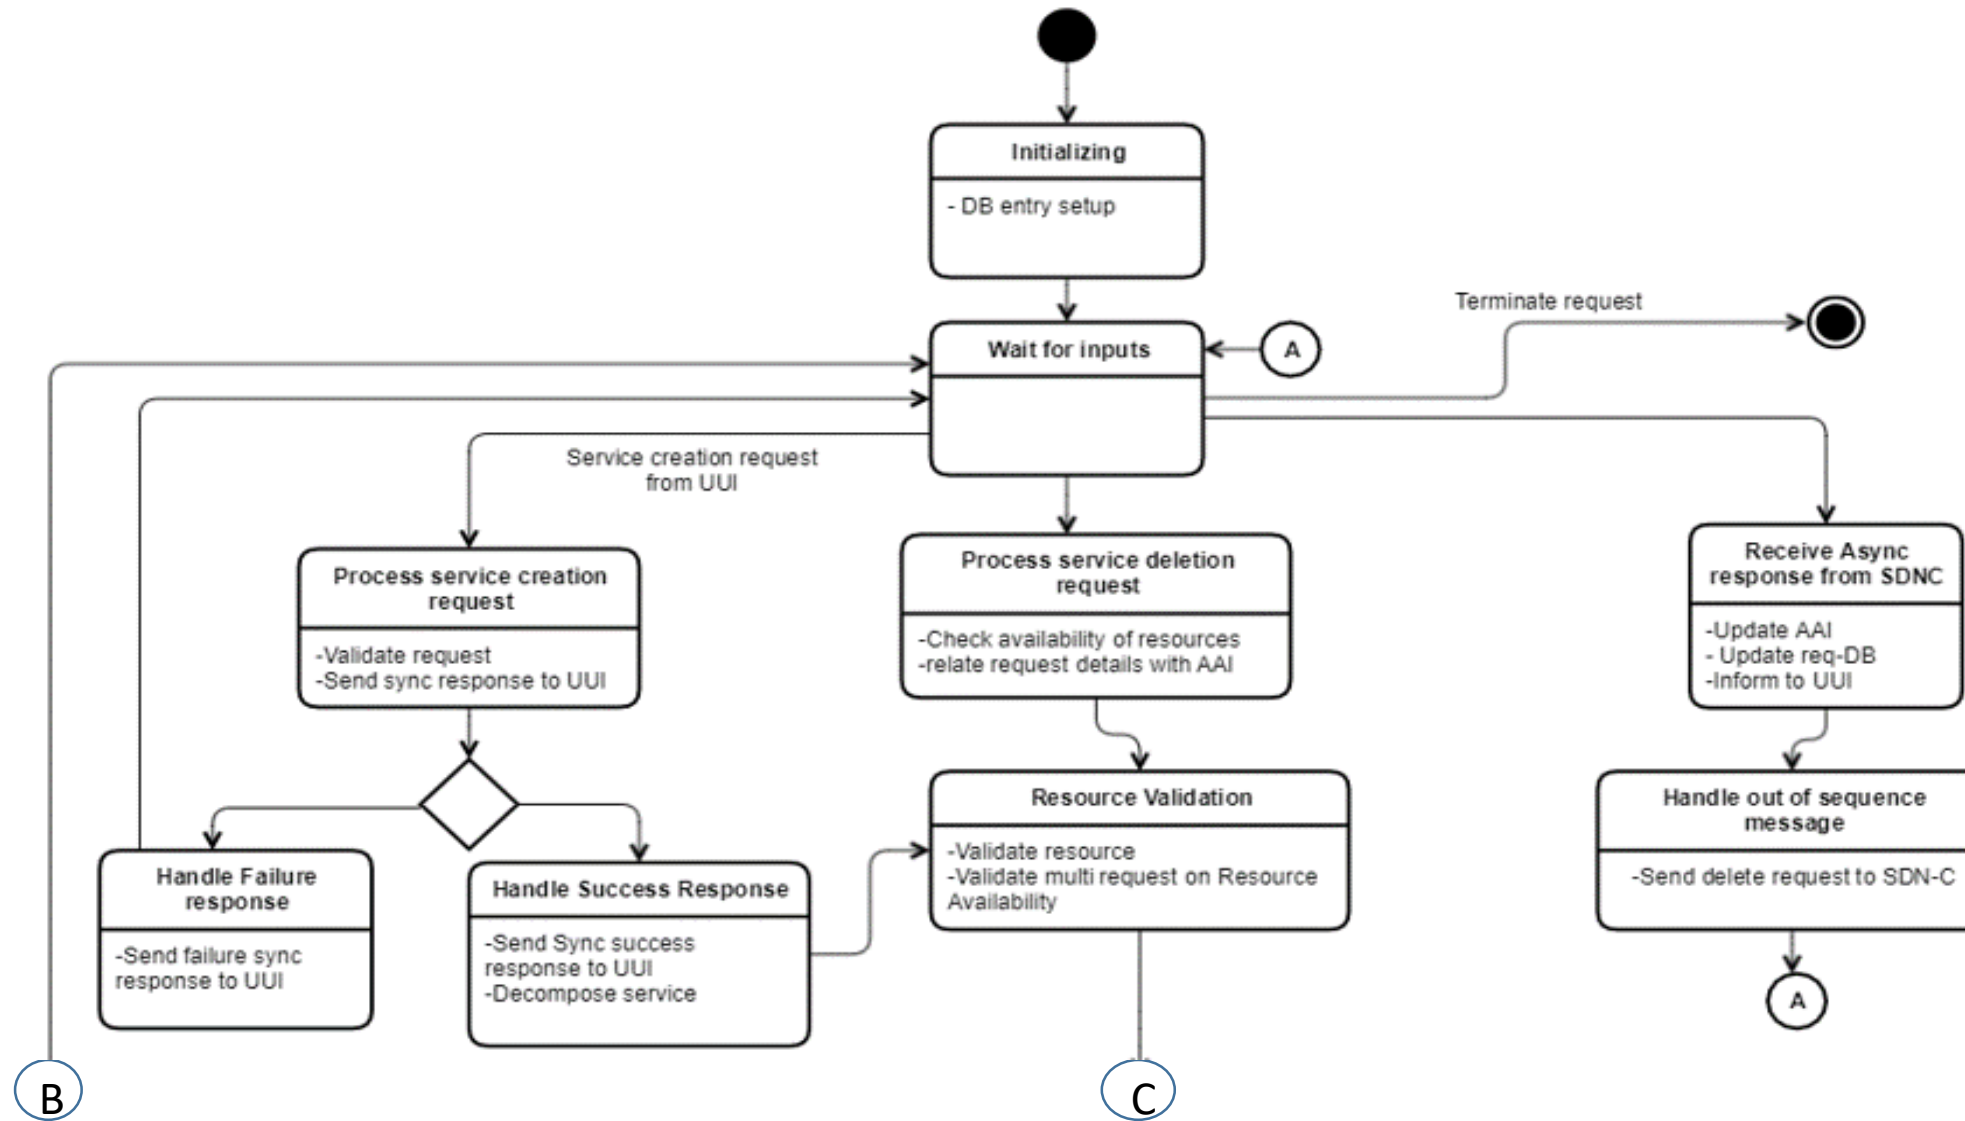 Initializing
- DB entry setup
Terminate request
Wait for inputs
A
Service creation request
from UUI
Process service creation
request
-Validate request
-Send sync response to UUI
Process service deletion
request
-Check availability of resources
-relate request details with AAI
Receive Async
response from SDNC
-Update AAI
- Update req-DB
-Inform to UUI
Handle Failure
response
-Send failure sync
response to UUI
Handle Success Response
-Send Sync success
response to UUI
-Decompose service
Resource Validation
-Validate resource
-Validate multi request on Resource
Availability
Handle out of sequence
message
-Send delete request to SDN-C
A
B
C